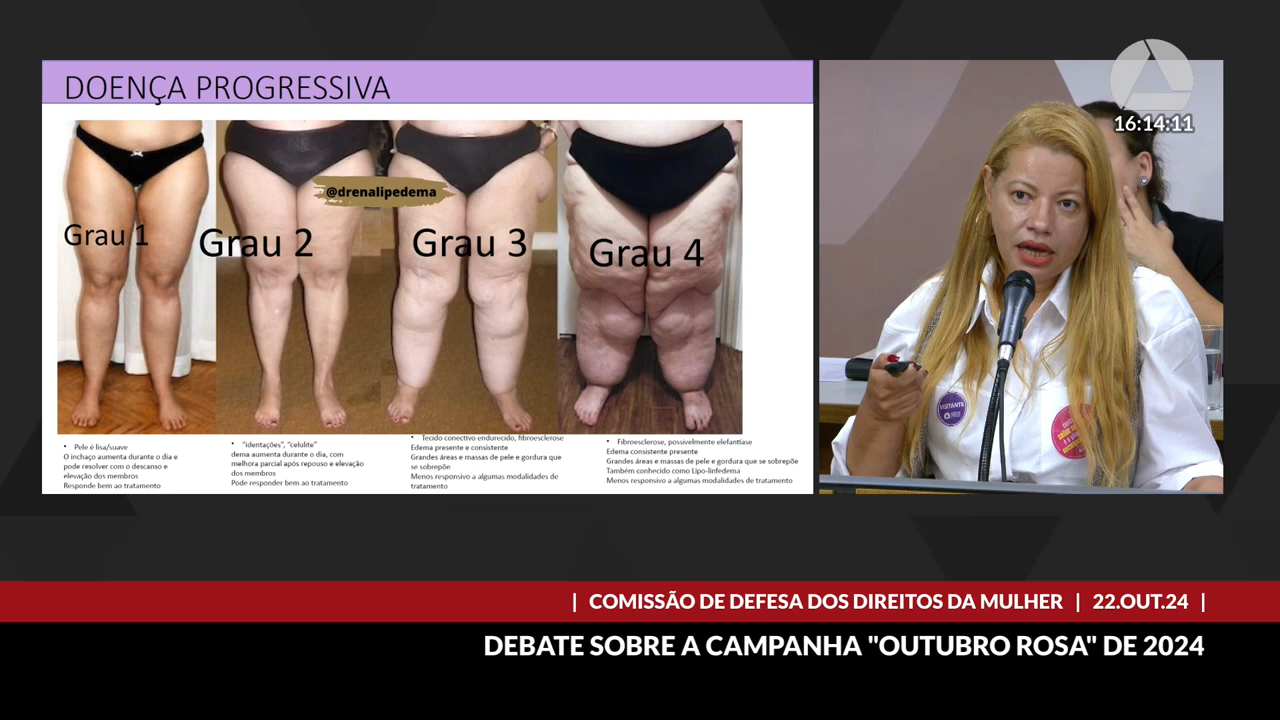 DOENÇA PROGRESSIVA
@drenalipedema
Grau 1
Grau 2
Grau 3
Grau 4
• Pele é lisa/suave
O inchaço aumenta durante o dia e
pode resolver com o descanso e
elevação dos membros
Responde bem ao tratamento
• "identações", "celulite"
dema aumenta durante o dia, com
melhora parcial após repouso e elevação
dos membros
Pode responder bem ao tratamento
• Tecido conectivo endurecido, fibroesclerose
Edema presente e consistente
Grandes áreas e massas de pele e gordura que
se sobrepõe
Menos responsivo a algumas modalidades de
tratamento
• Fibroesclerose, possivelmente elefantíase
Edema consistente presente
Grandes áreas e massas de pele e gordura que se sobrepõe
Também conhecido como Lipo-linfedema
Menos responsivo a algumas modalidades de tratamento
16:14:11
VISITANTE
| COMISSÃO DE DEFESA DOS DIREITOS DA MULHER | 22.OUT.24 |
DEBATE SOBRE A CAMPANHA "OUTUBRO ROSA" DE 2024